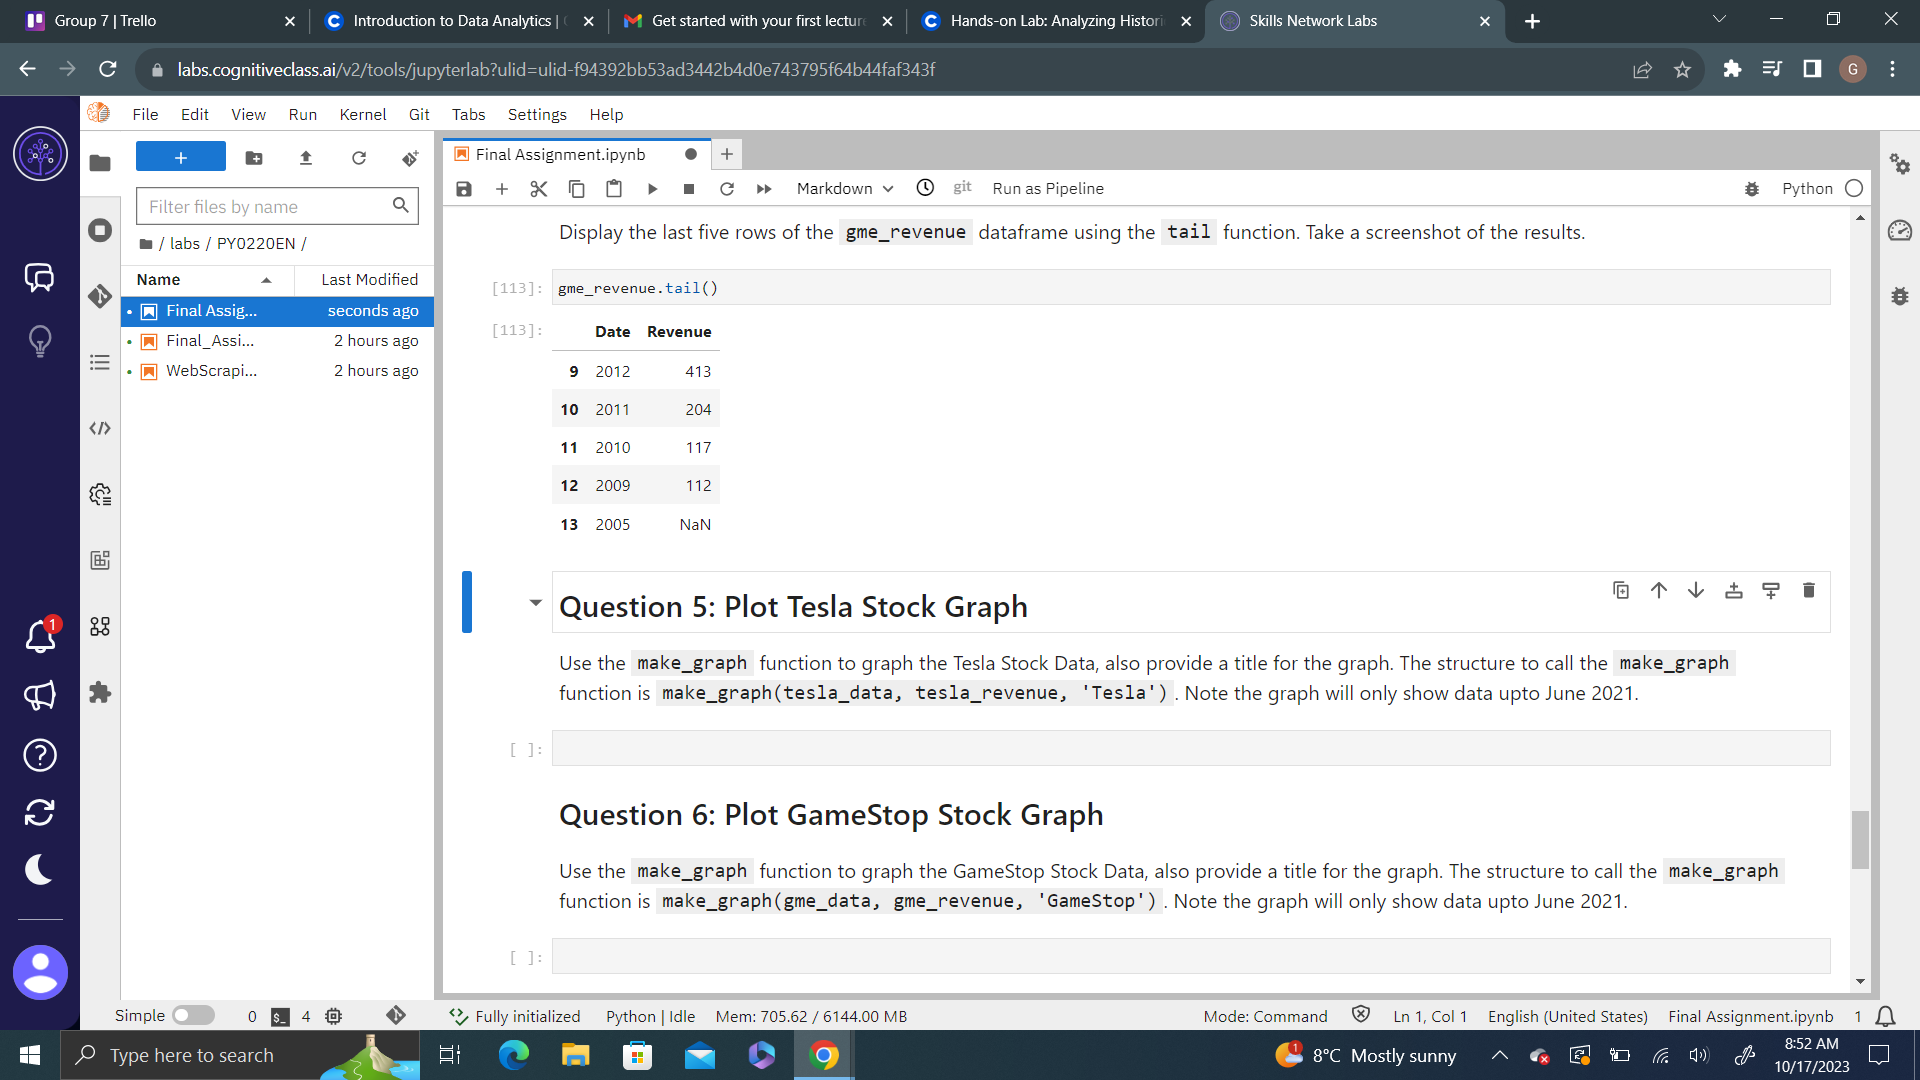 Group 7 | Trello
Introduction to Data Analytics |
Get started with your first lectur
Hands-on Lab: Analyzing Histori
Skills Network Labs
labs.cognitiveclass.ai/v2/tools/jupyterlab?ulid=ulid-f94392bb53ad3442b4d0e743795f64b44faf343f
G
File Edit View Run Kernel Git Tabs Settings Help
Final Assignment.ipynb
Markdown
git
Run as Pipeline
Python
Filter files by name
/ labs / PY0220EN /
Name Last Modified
Final Assig... seconds ago
Final_Assi... 2 hours ago
WebScrapi... 2 hours ago
Display the last five rows of the gme_revenue dataframe using the tail function. Take a screenshot of the results.
[113]: gme_revenue.tail()
[113]: Date Revenue
9 2012 413
10 2011 204
11 2010 117
12 2009 112
13 2005 NaN
Question 5: Plot Tesla Stock Graph
Use the make_graph function to graph the Tesla Stock Data, also provide a title for the graph. The structure to call the make_graph
function is make_graph(tesla_data, tesla_revenue, 'Tesla') . Note the graph will only show data upto June 2021.
[ ]:
Question 6: Plot GameStop Stock Graph
Use the make_graph function to graph the GameStop Stock Data, also provide a title for the graph. The structure to call the make_graph
function is make_graph(gme_data, gme_revenue, 'GameStop') . Note the graph will only show data upto June 2021.
[ ]:
1
Simple 0 $_ 4 Fully initialized Python | Idle Mem: 705.62 / 6144.00 MB Mode: Command Ln 1, Col 1 English (United States) Final Assignment.ipynb 1
Type here to search
1
8°C Mostly sunny
8:52 AM
10/17/2023